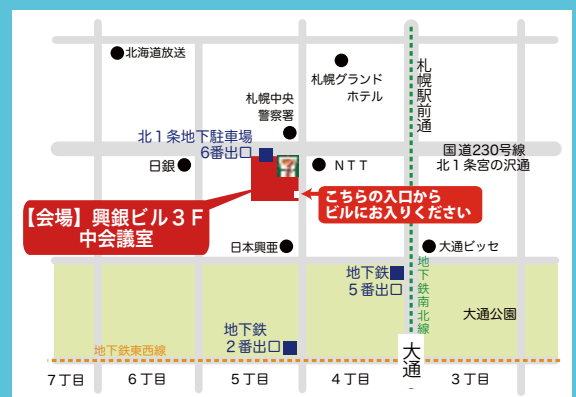 北海道放送
札幌グランド
ホテル
札幌駅前通
札幌中央
警察署
北1条地下駐車場
6番出口
国道230号線
北1条宮の沢通
日銀
7
NTT
【会場】興銀ビル3F
中会議室
こちらの入口から
ビルにお入りください
日本興亜
大通ビッセ
地下鉄
5番出口
地下鉄南北線
大通公園
地下鉄
2番出口
地下鉄東西線
大通
7丁目
6丁目
5丁目
4丁目
3丁目